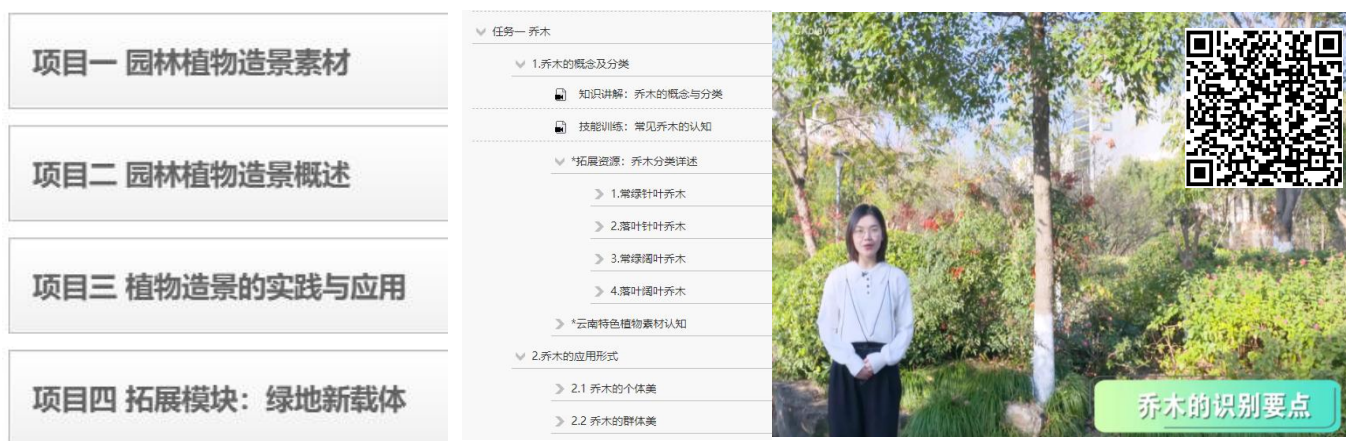 项目一 园林植物造景素材
项目二 园林植物造景概述
项目三 植物造景的实践与应用
项目四 拓展模块：绿地新载体
任务一 乔木
1.乔木的概念及分类
知识讲解：乔木的概念与分类
技能训练：常见乔木的认知
*拓展资源：乔木分类详述
1.常绿针叶乔木
2.落叶针叶乔木
3.常绿阔叶乔木
4.落叶阔叶乔木
*云南特色植物素材认知
2.乔木的应用形式
2.1 乔木的个体美
2.2 乔木的群体美
乔木的识别要点